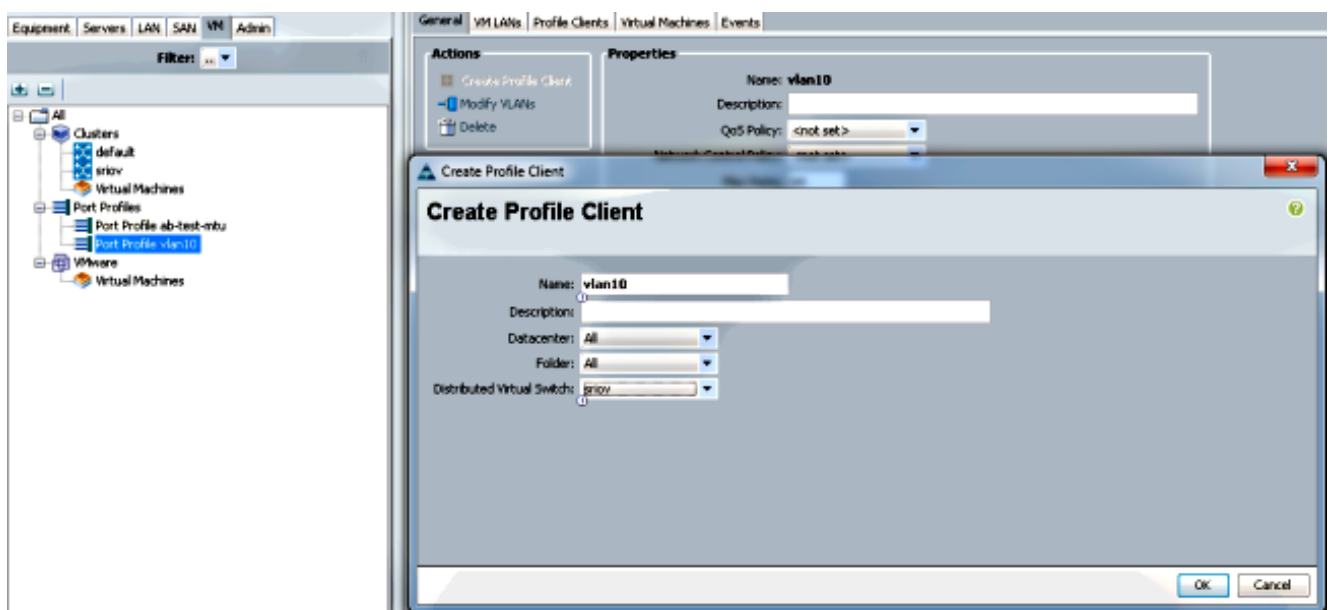 Equipment Servers LAN SAN VM Admin
Filter: ..
All
Clusters
default
sriov
Virtual Machines
Port Profiles
Port Profile ab-test-mtu
Port Profile vlan10
VMware
Virtual Machines
General VM LANs Profile Clients Virtual Machines Events
Actions
Create Profile Client
Modify VLANs
Delete
Properties
Name: vlan10
Description:
QoS Policy: <not set>
Create Profile Client
Create Profile Client
Name: vlan10
Description:
Datacenter: All
Folder: All
Distributed Virtual Switch: sriov
OK Cancel